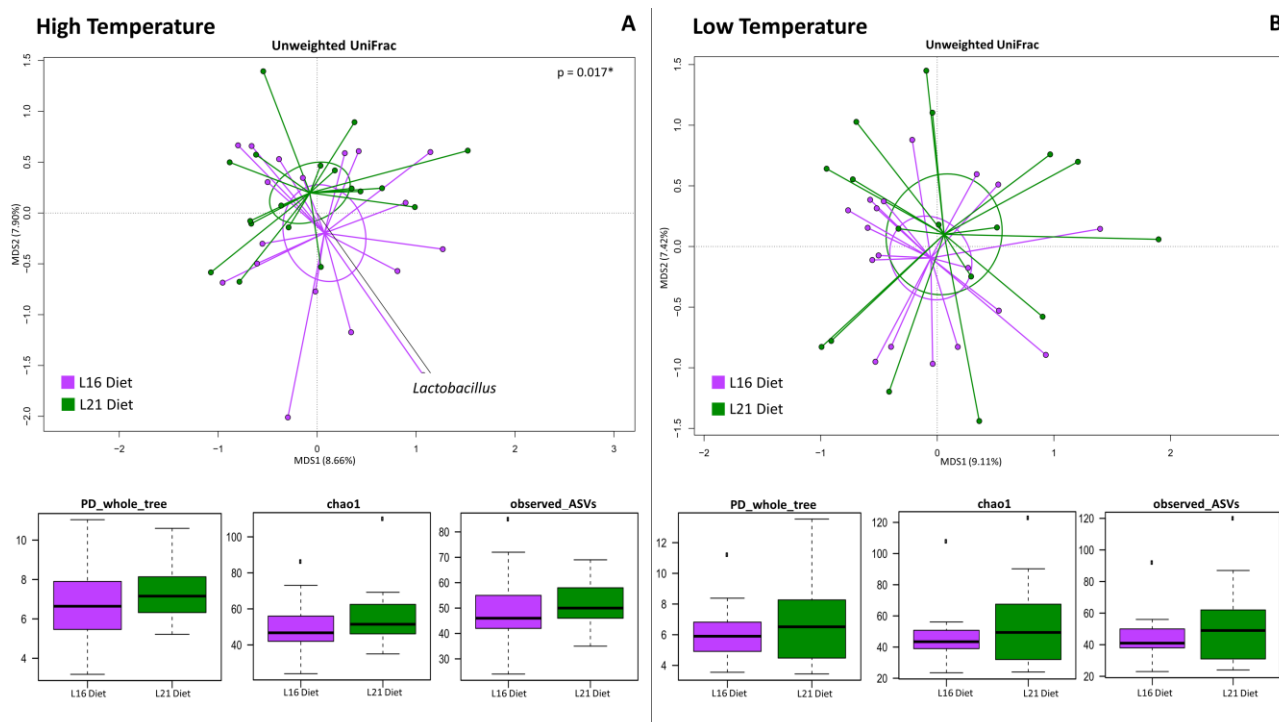 High Temperature
A
Unweighted UniFrac
p = 0.017*
1.5
1.0
0.5
0.0
-0.5
-1.0
-1.5
-2.0
MDS2 (7.90%)
Lactobacillus
L16 Diet
L21 Diet
−2
−1
0
1
2
3
MDS1 (8.66%)
PD_whole_tree
10
8
6
4
L16 Diet
L21 Diet
chao1
100
80
60
40
L16 Diet
L21 Diet
observed_ASVs
80
70
60
50
40
30
L16 Diet
L21 Diet
Low Temperature
B
Unweighted UniFrac
1.5
1.0
0.5
0.0
-0.5
-1.0
-1.5
MDS2 (7.42%)
L16 Diet
L21 Diet
−2
−1
0
1
2
MDS1 (9.11%)
PD_whole_tree
12
10
8
6
4
L16 Diet
L21 Diet
chao1
120
100
80
60
40
20
L16 Diet
L21 Diet
observed_ASVs
120
100
80
60
40
20
L16 Diet
L21 Diet